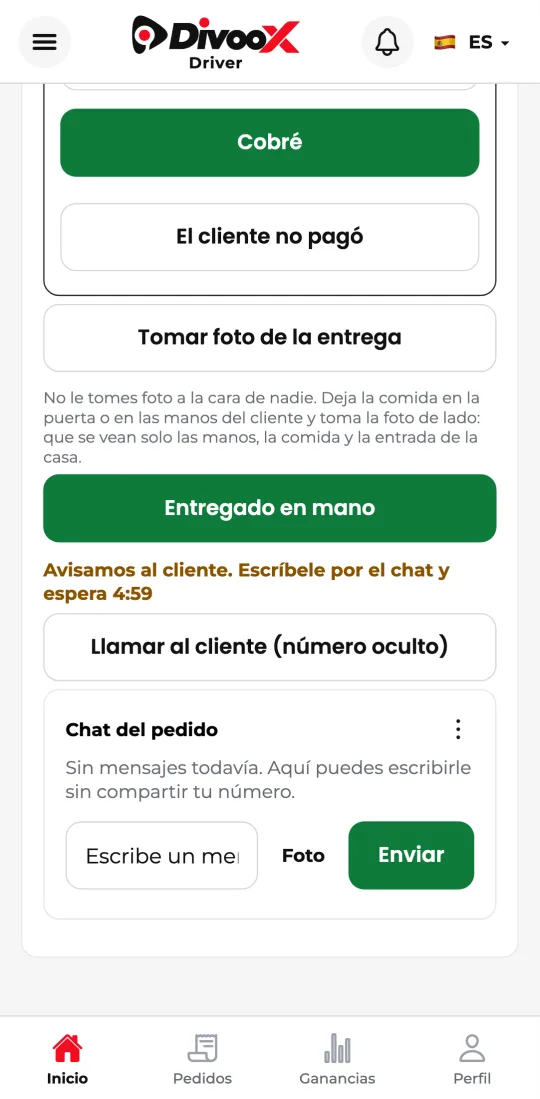 DivooX
Driver
ES
Cobré
El cliente no pagó
Tomar foto de la entrega
No le tomes foto a la cara de nadie. Deja la comida en la
puerta o en las manos del cliente y toma la foto de lado:
que se vean solo las manos, la comida y la entrada de la
casa.
Entregado en mano
Avisamos al cliente. Escríbele por el chat y
espera 4:59
Llamar al cliente (número oculto)
Chat del pedido
Sin mensajes todavía. Aquí puedes escribirle
sin compartir tu número.
Escribe un me
Foto
Enviar
Inicio
Pedidos
Ganancias
Perfil